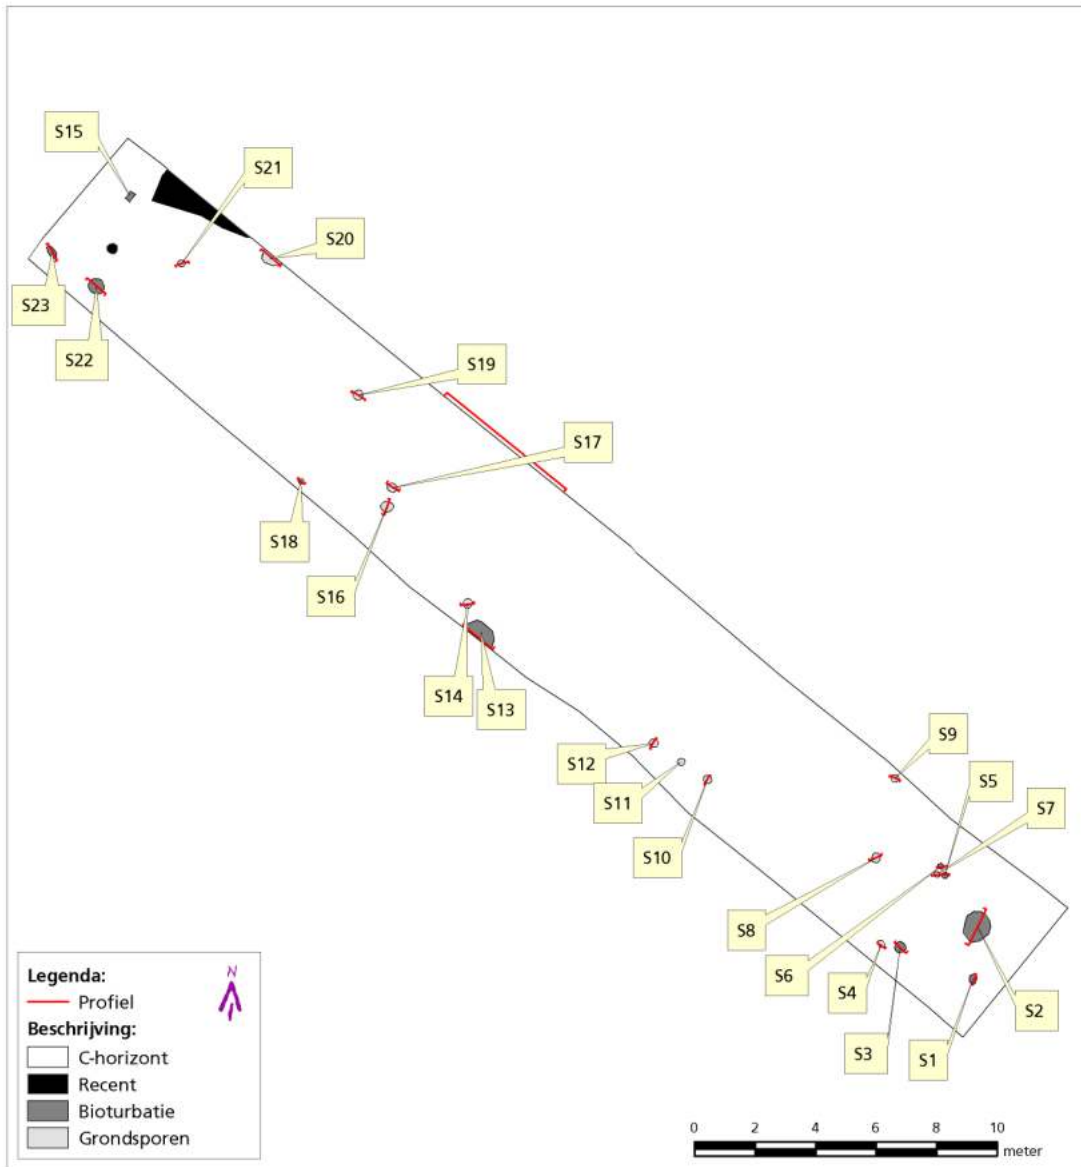 S15
S21
S20
S23
S22
S19
S17
S18
S16
S14
S13
S12
S9
S11
S5
S7
S10
S8
S6
S4
S2
S3
S1
Legenda:
N
Profiel
Beschrijving:
C-horizont
Recent
Bioturbatie
Grondsporen
0 2 4 6 8 10
meter